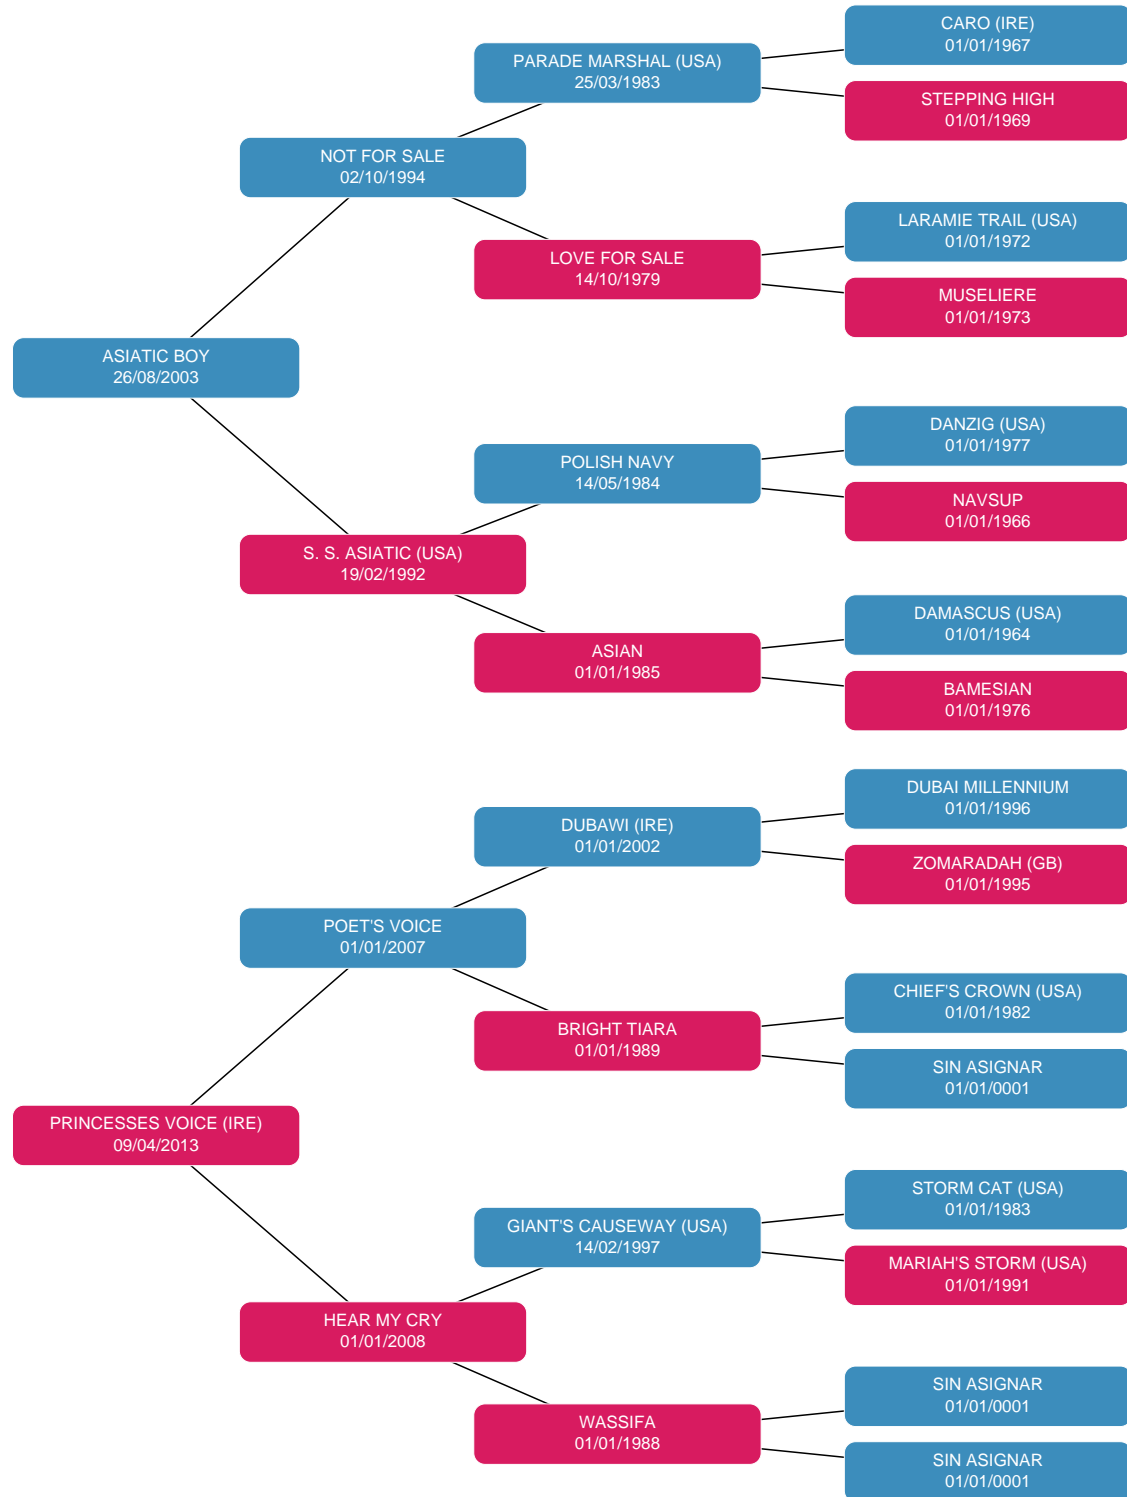 CARO (IRE)
01/01/1967
PARADE MARSHAL (USA)
25/03/1983
STEPPING HIGH
01/01/1969
NOT FOR SALE
02/10/1994
LARAMIE TRAIL (USA)
01/01/1972
LOVE FOR SALE
14/10/1979
MUSELIERE
01/01/1973
ASIATIC BOY
26/08/2003
DANZIG (USA)
01/01/1977
POLISH NAVY
14/05/1984
NAVSUP
01/01/1966
S. S. ASIATIC (USA)
19/02/1992
DAMASCUS (USA)
01/01/1964
ASIAN
01/01/1985
BAMESIAN
01/01/1976
DUBAI MILLENNIUM
01/01/1996
DUBAWI (IRE)
01/01/2002
ZOMARADAH (GB)
01/01/1995
POET'S VOICE
01/01/2007
CHIEF'S CROWN (USA)
01/01/1982
BRIGHT TIARA
01/01/1989
SIN ASIGNAR
01/01/0001
PRINCESSES VOICE (IRE)
09/04/2013
STORM CAT (USA)
01/01/1983
GIANT'S CAUSEWAY (USA)
14/02/1997
MARIAH'S STORM (USA)
01/01/1991
HEAR MY CRY
01/01/2008
SIN ASIGNAR
01/01/0001
WASSIFA
01/01/1988
SIN ASIGNAR
01/01/0001